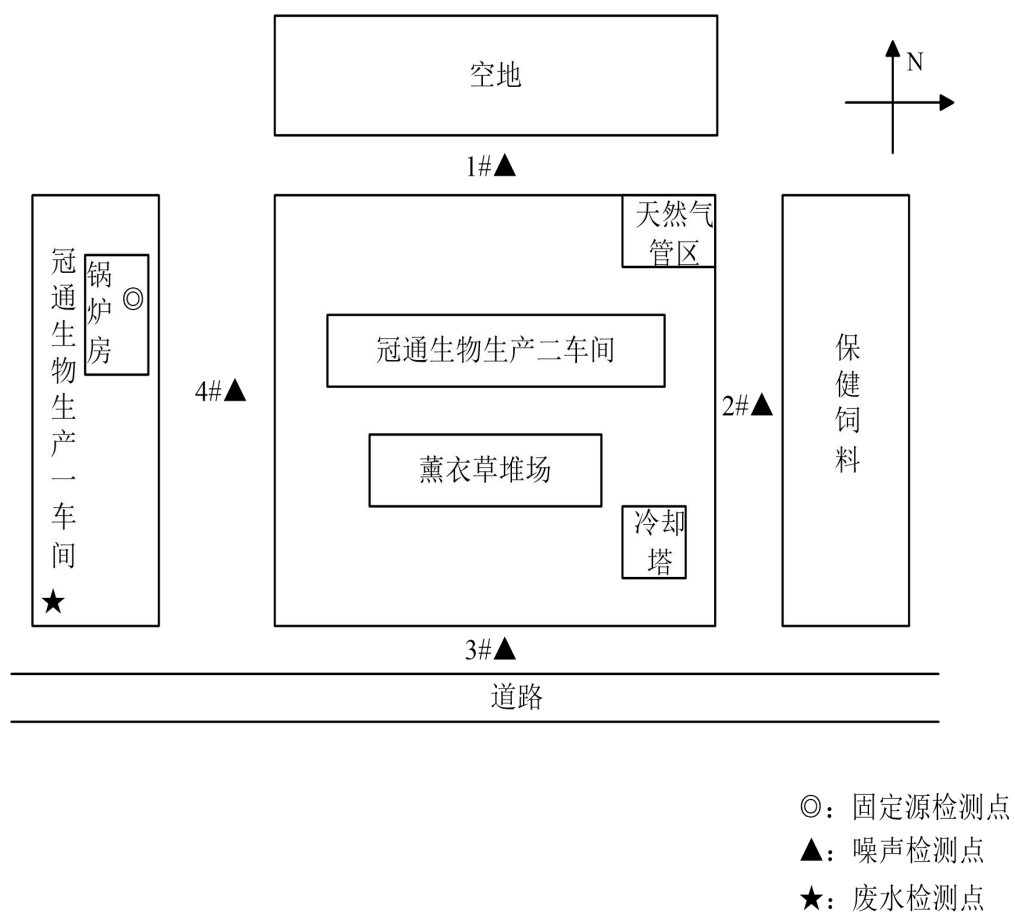 空地
N
1#▲
天然气
管区
冠通生物生产一车间
锅炉房
◎
冠通生物生产二车间
保健饲料
4#▲
2#▲
薰衣草堆场
冷却
塔
★
3#▲
道路
◎：固定源检测点
▲：噪声检测点
★：废水检测点